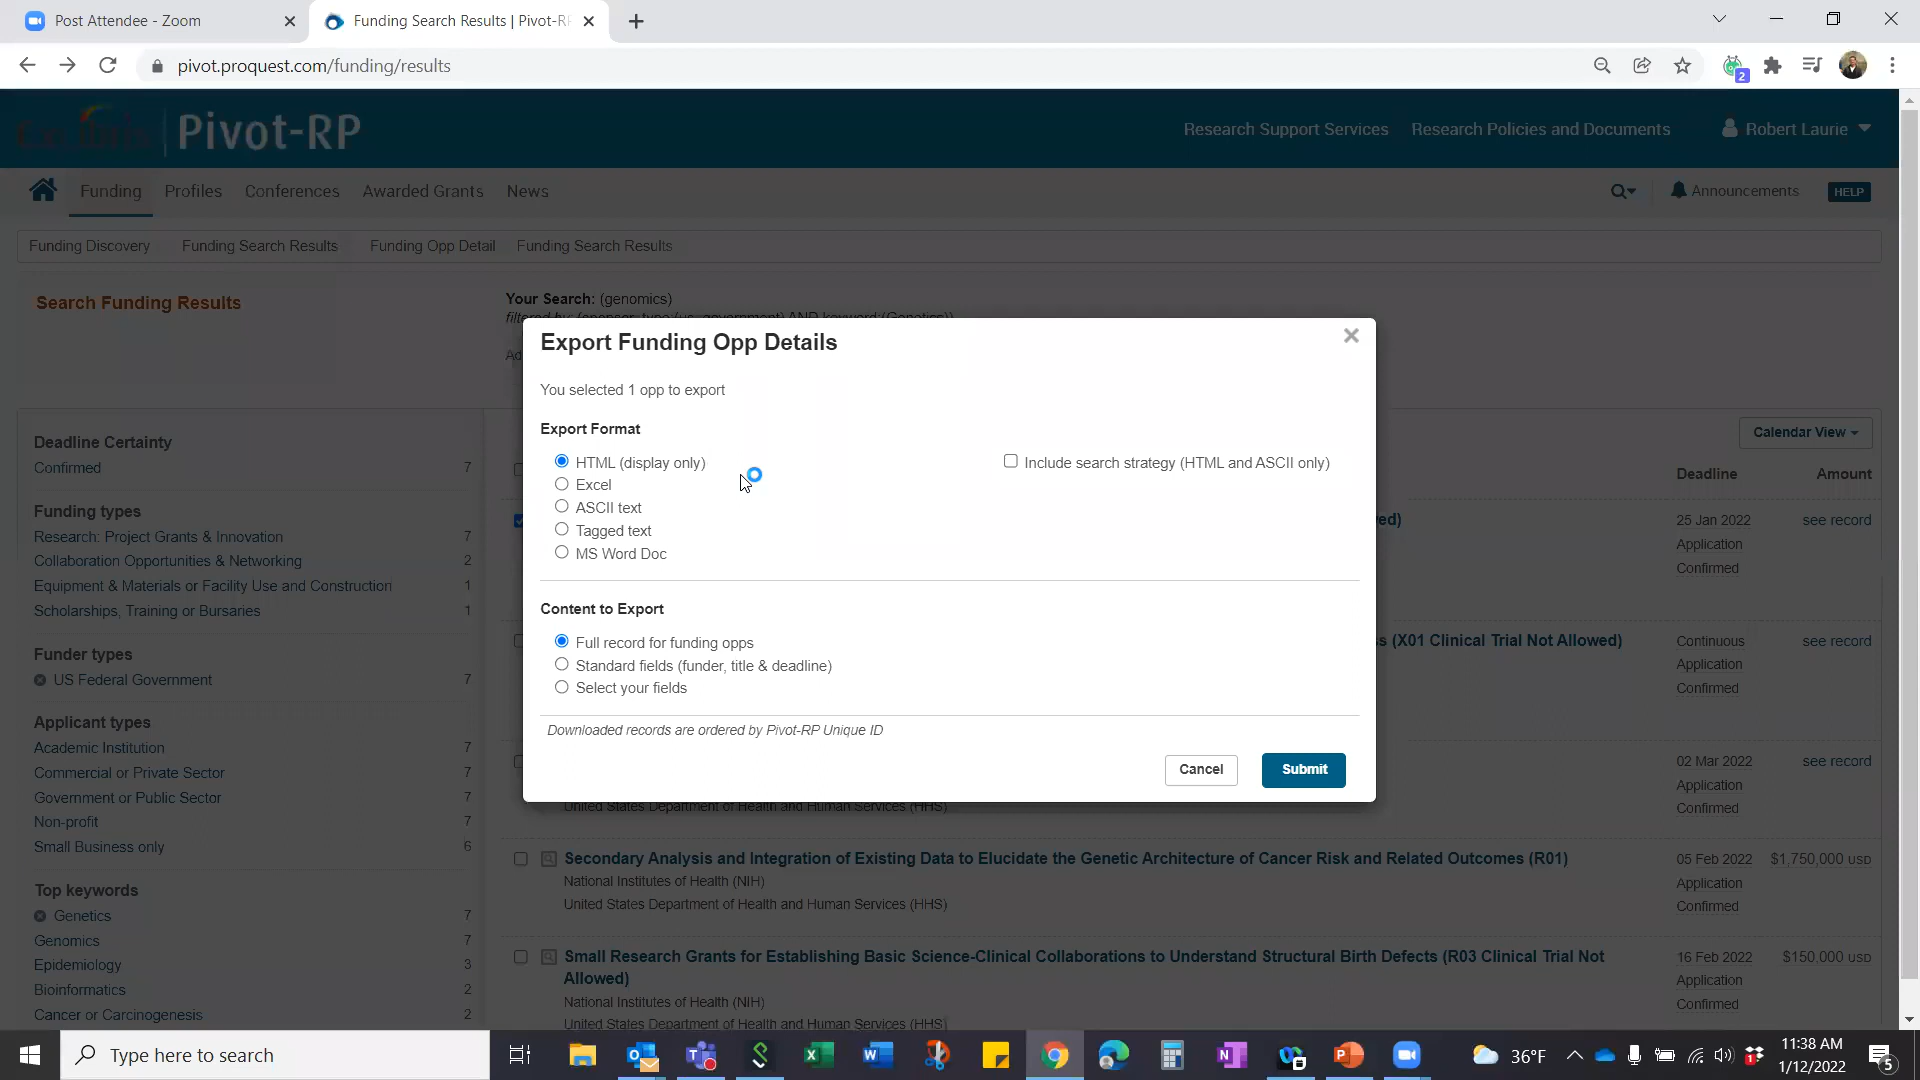 Post Attendee - Zoom
Funding Search Results | Pivot-RP
pivot.proquest.com/funding/results
2
Pivot-RP
Research Support Services
Research Policies and Documents
Robert Laurie
Funding
Profiles
Conferences
Awarded Grants
News
Announcements
HELP
Funding Discovery
Funding Search Results
Funding Opp Detail
Funding Search Results
Search Funding Results
Your Search: (genomics)
Export Funding Opp Details
You selected 1 opp to export
Export Format
HTML (display only)
Excel
ASCII text
Tagged text
MS Word Doc
Include search strategy (HTML and ASCII only)
Content to Export
Full record for funding opps
Standard fields (funder, title & deadline)
Select your fields
Downloaded records are ordered by Pivot-RP Unique ID
Cancel
Submit
Deadline Certainty
Confirmed 7
Funding types
Research: Project Grants & Innovation 7
Collaboration Opportunities & Networking 2
Equipment & Materials or Facility Use and Construction 1
Scholarships, Training or Bursaries 1
Funder types
US Federal Government 7
Applicant types
Academic Institution 7
Commercial or Private Sector 7
Government or Public Sector 7
Non-profit 7
Small Business only 6
Top keywords
Genetics 7
Genomics 7
Epidemiology 3
Bioinformatics 2
Cancer or Carcinogenesis 2
Calendar View
Deadline Amount
25 Jan 2022 see record
Application
Confirmed
(X01 Clinical Trial Not Allowed)
Continuous see record
Application
Confirmed
02 Mar 2022 see record
Application
Confirmed
United States Department of Health and Human Services (HHS)
Secondary Analysis and Integration of Existing Data to Elucidate the Genetic Architecture of Cancer Risk and Related Outcomes (R01)
National Institutes of Health (NIH)
United States Department of Health and Human Services (HHS)
05 Feb 2022 $1,750,000 USD
Application
Confirmed
Small Research Grants for Establishing Basic Science-Clinical Collaborations to Understand Structural Birth Defects (R03 Clinical Trial Not
Allowed)
National Institutes of Health (NIH)
United States Department of Health and Human Services (HHS)
16 Feb 2022 $150,000 USD
Application
Confirmed
Type here to search
36°F
11:38 AM
1/12/2022
5